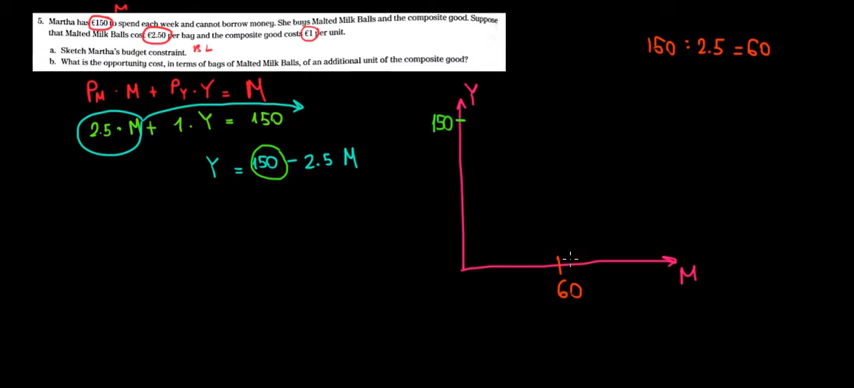 M
5. Martha has €150 to spend each week and cannot borrow money. She buys Malted Milk Balls and the composite good. Suppose
that Malted Milk Balls cost €2.50 per bag and the composite good costs €1 per unit.
a. Sketch Martha's budget constraint. BL
b. What is the opportunity cost, in terms of bags of Malted Milk Balls, of an additional unit of the composite good?
150 : 2.5 = 60
PM · M + PY · Y = M
2.5 · M + 1 · Y = 150
Y = 150 - 2.5 M
Y
150
M
60